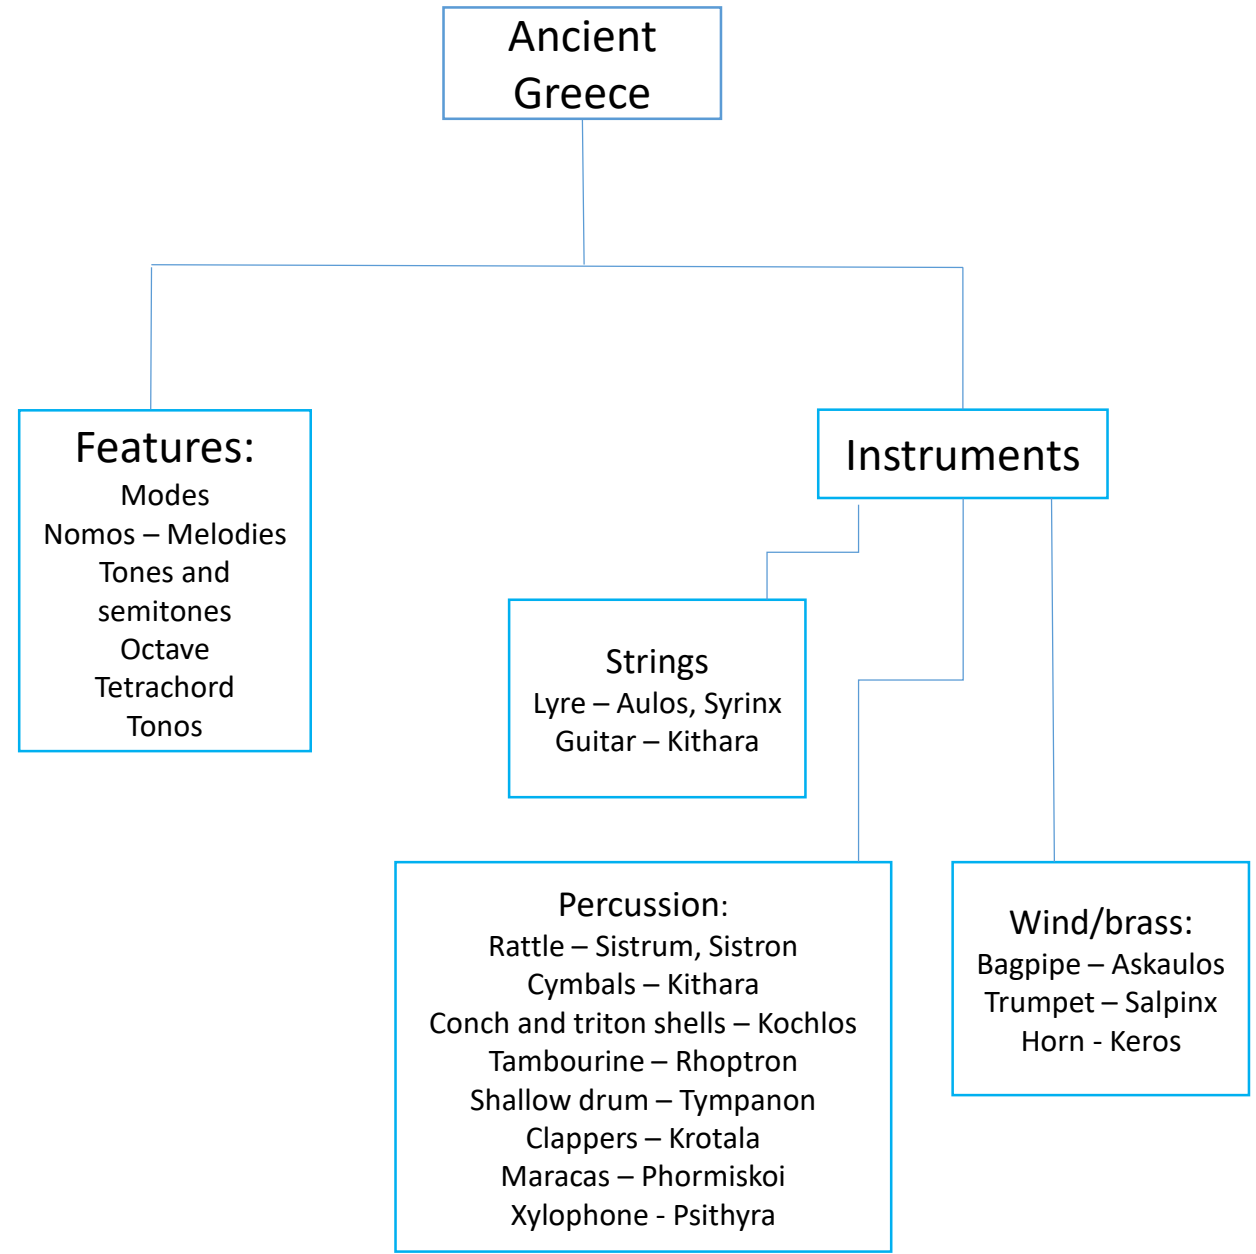 Ancient
Greece
Features:
Modes
Nomos – Melodies
Tones and
semitones
Octave
Tetrachord
Tonos
Instruments
Strings
Lyre – Aulos, Syrinx
Guitar – Kithara
Percussion:
Rattle – Sistrum, Sistron
Cymbals – Kithara
Conch and triton shells – Kochlos
Tambourine – Rhoptron
Shallow drum – Tympanon
Clappers – Krotala
Maracas – Phormiskoi
Xylophone - Psithyra
Wind/brass:
Bagpipe – Askaulos
Trumpet – Salpinx
Horn - Keros